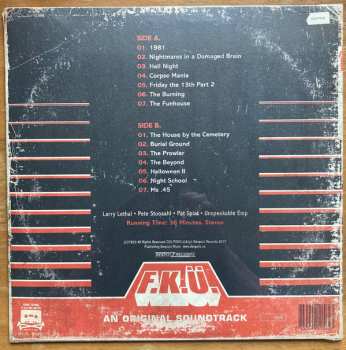 SIDE A.
01. 1981
02. Nightmares in a Damaged Brain
03. Hell Night
04. Corpse Mania
05. Friday the 13th Part 2
06. The Burning
07. The Funhouse
SIDE B.
01. The House by the Cemetery
02. Burial Ground
03. The Prowler
04. The Beyond
05. Halloween II
06. Night School
07. Ms .45
Larry Lethal • Pete Stooaahl • Pat Splat • Unspeakable Exxp
Running Time: 36 Minutes. Stereo
F.K.Ü.
AN ORIGINAL SOUNDTRACK